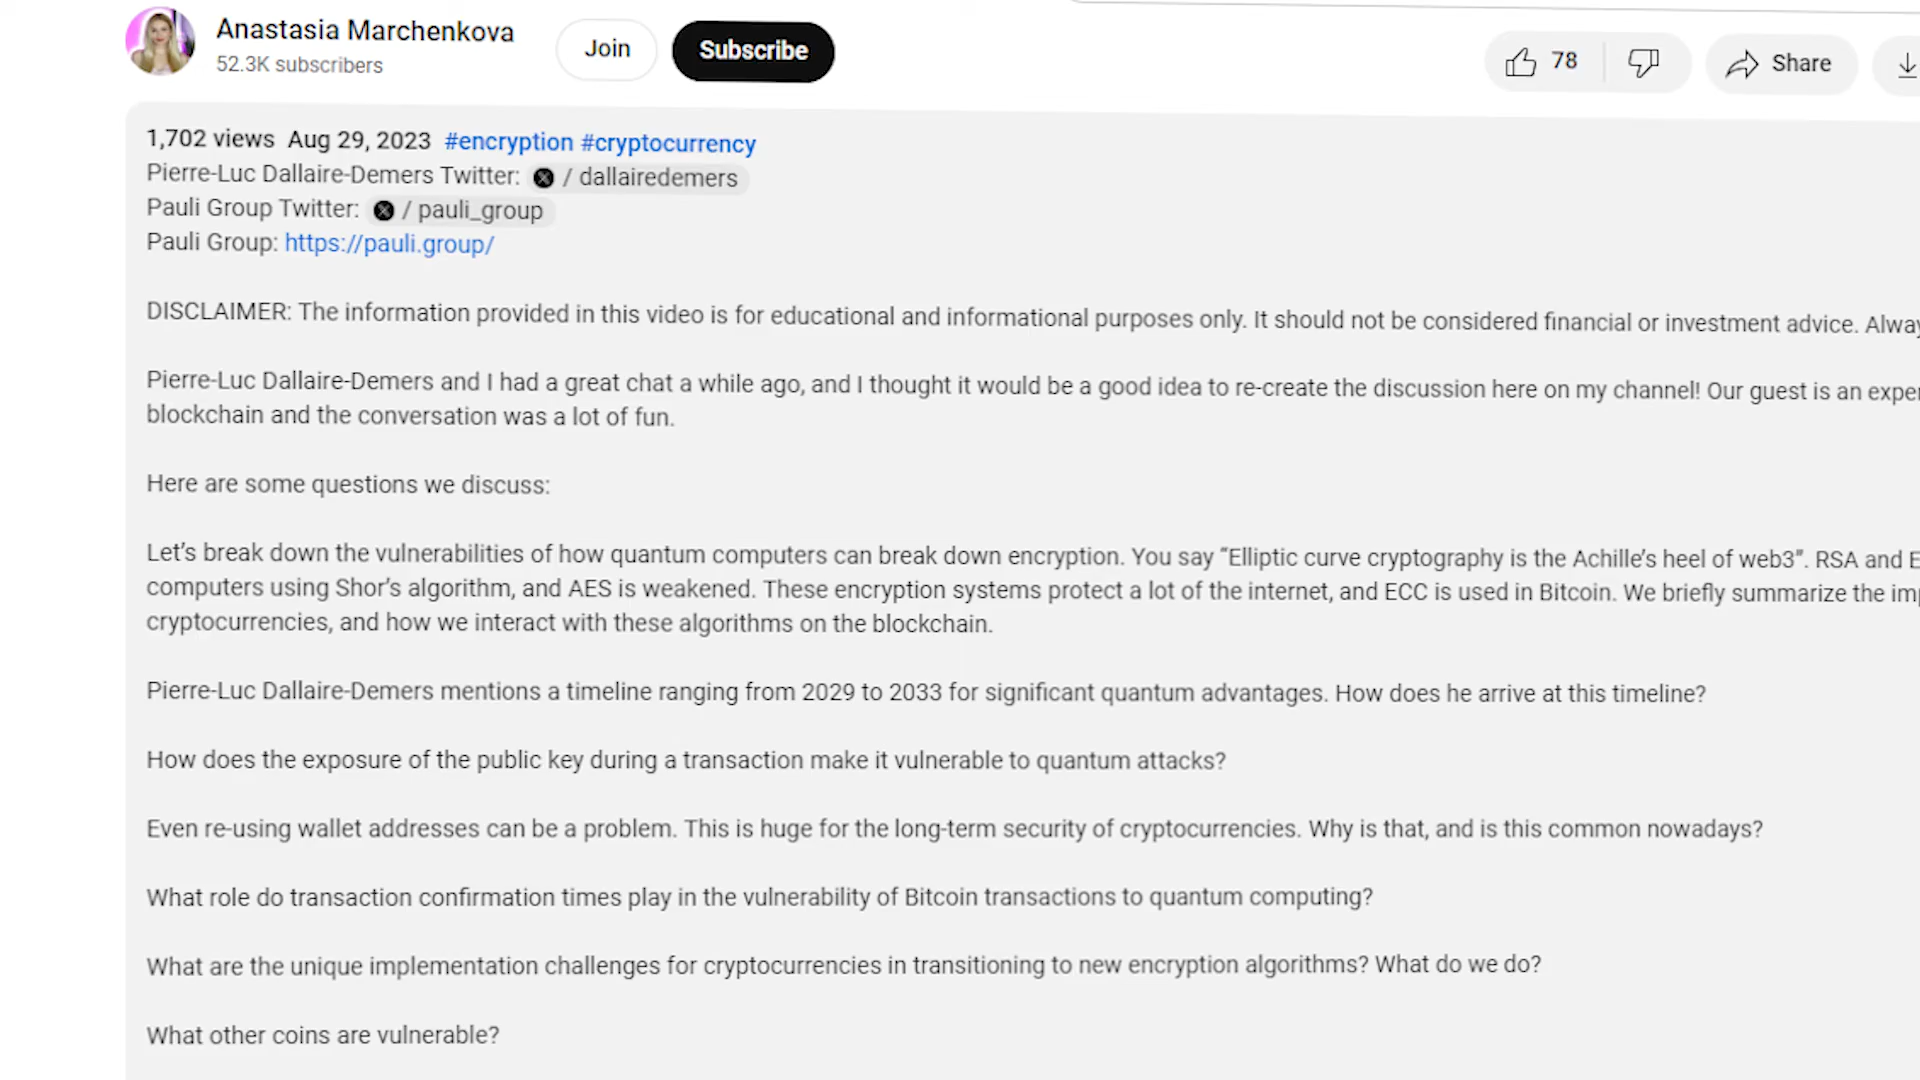 Anastasia Marchenkova
52.3K subscribers
Join
Subscribe
78
Share
1,702 views Aug 29, 2023 #encryption #cryptocurrency
Pierre-Luc Dallaire-Demers Twitter: / dallairedemers
Pauli Group Twitter: / pauli_group
Pauli Group: https://pauli.group/
DISCLAIMER: The information provided in this video is for educational and informational purposes only. It should not be considered financial or investment advice.
Pierre-Luc Dallaire-Demers and I had a great chat a while ago, and I thought it would be a good idea to re-create the discussion here on my channel! Our guest is an
blockchain and the conversation was a lot of fun.
Here are some questions we discuss:
Let’s break down the vulnerabilities of how quantum computers can break down encryption. You say “Elliptic curve cryptography is the Achille’s heel of web3”. RSA and
computers using Shor’s algorithm, and AES is weakened. These encryption systems protect a lot of the internet, and ECC is used in Bitcoin. We briefly summarize the
cryptocurrencies, and how we interact with these algorithms on the blockchain.
Pierre-Luc Dallaire-Demers mentions a timeline ranging from 2029 to 2033 for significant quantum advantages. How does he arrive at this timeline?
How does the exposure of the public key during a transaction make it vulnerable to quantum attacks?
Even re-using wallet addresses can be a problem. This is huge for the long-term security of cryptocurrencies. Why is that, and is this common nowadays?
What role do transaction confirmation times play in the vulnerability of Bitcoin transactions to quantum computing?
What are the unique implementation challenges for cryptocurrencies in transitioning to new encryption algorithms? What do we do?
What other coins are vulnerable?